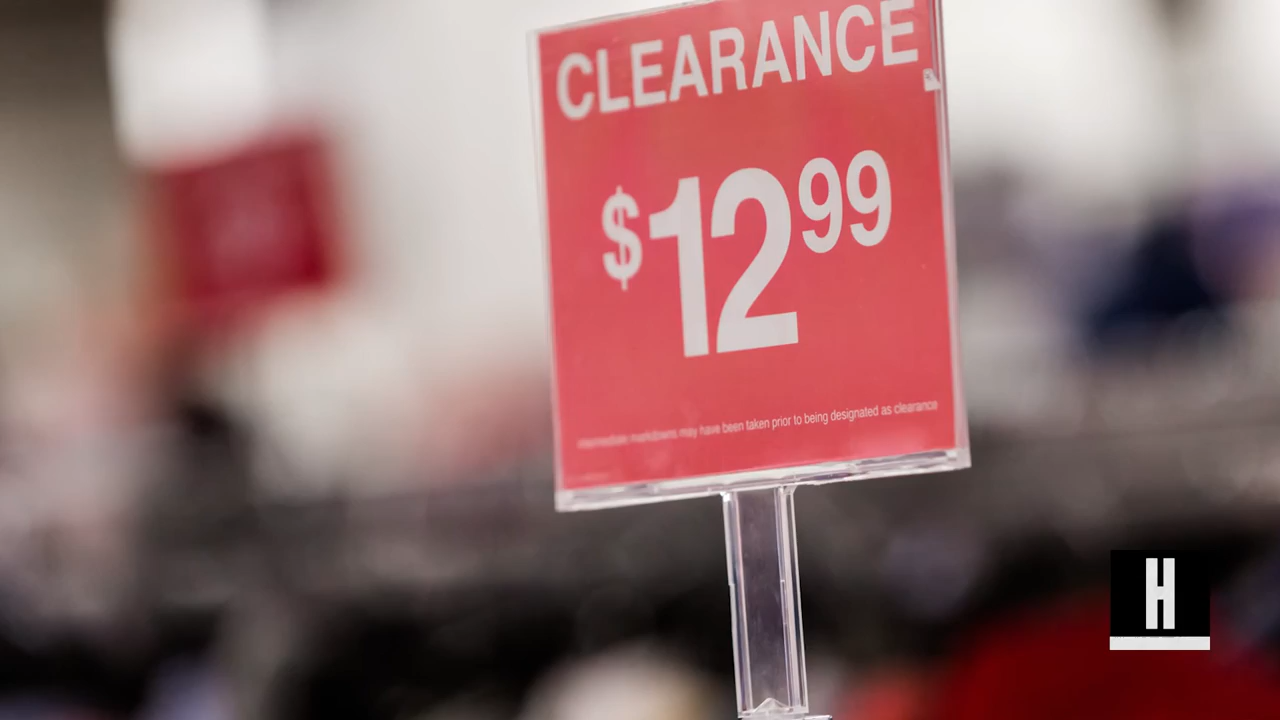 CLEARANCE
$12 99
intermediate markdowns may have been taken prior to being designated as clearance
H